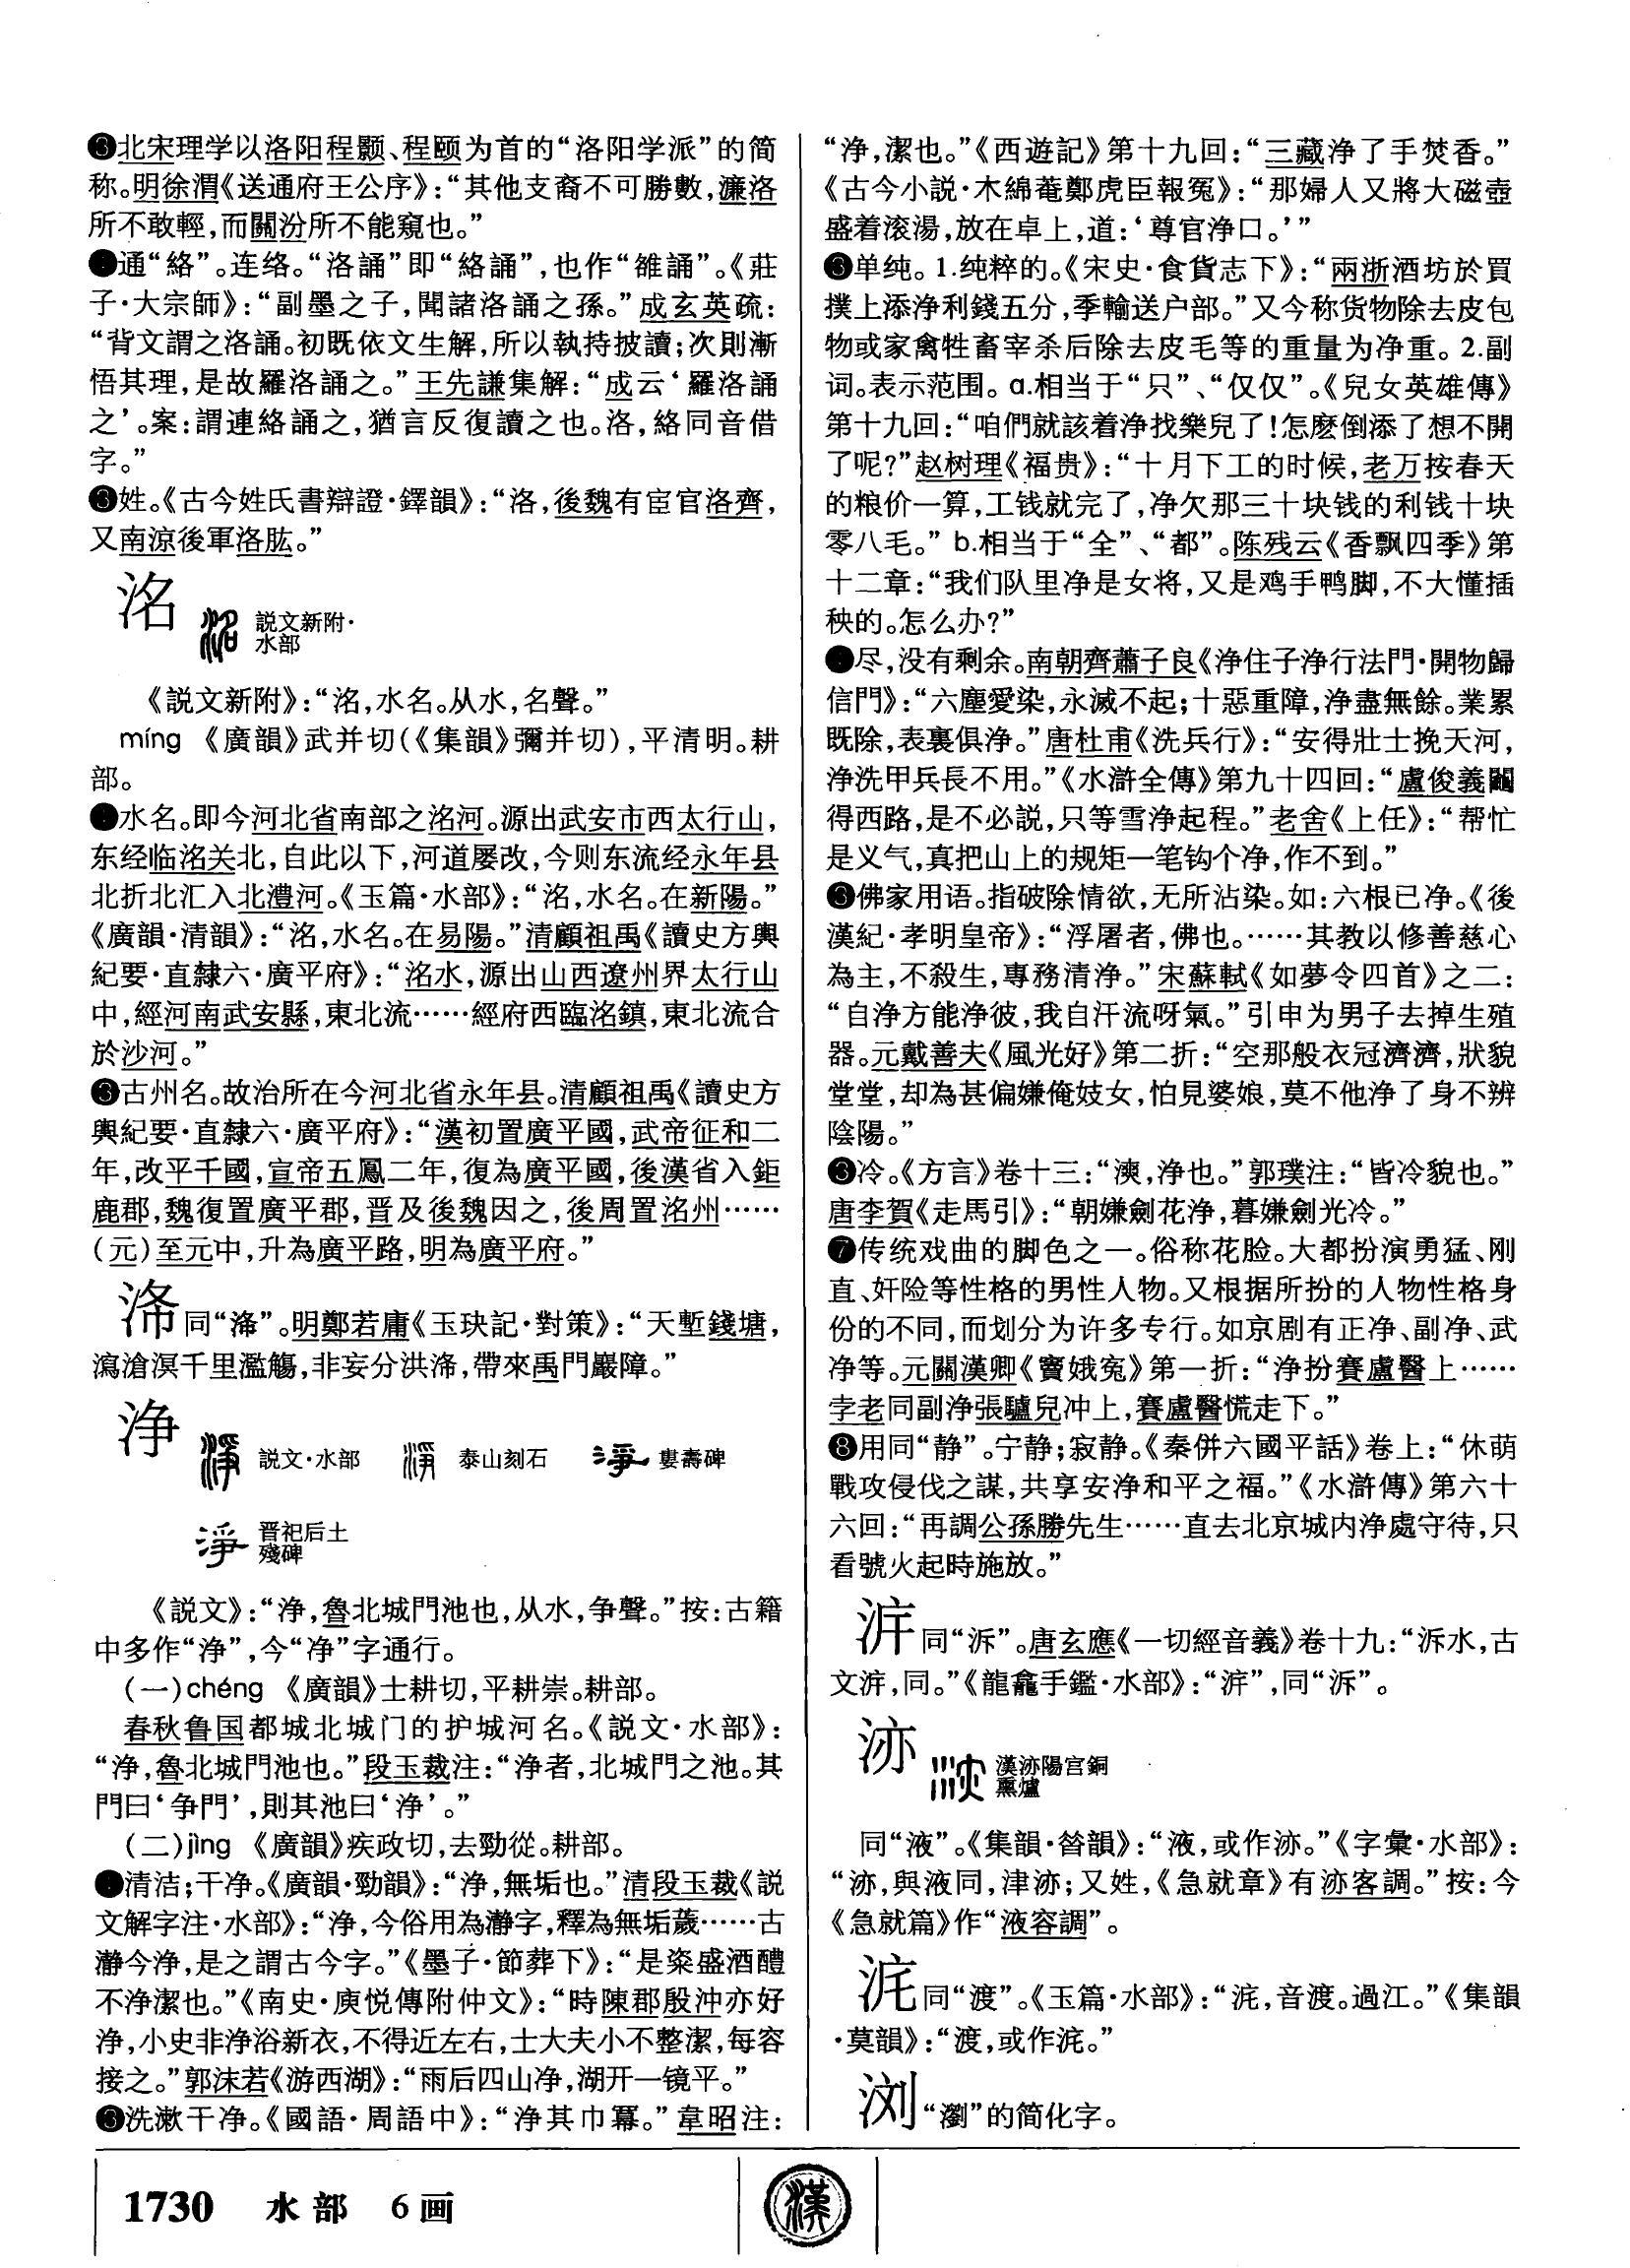 ❸北宋理学以洛阳程颢、程颐为首的“洛阳学派”的简
称。明徐渭《送通府王公序》：“其他支裔不可勝數，濂洛
所不敢輕，而關汾所不能窺也。”
通“絡”。连络。“洛誦”即“絡誦”，也作“雒誦”。《莊
子·大宗師》：“副墨之子，聞諸洛誦之孫。”成玄英疏：
“背文謂之洛誦。初既依文生解，所以執持披讀；次則漸
悟其理，是故羅洛誦之。”王先謙集解：“成云‘羅洛誦
之’。案：謂連絡誦之，猶言反復讀之也。洛，絡同音借
字。”
❸姓。《古今姓氏書辯證·鐸韻》：“洛，後魏有宦官洛齊，
又南涼後軍洛肱。”
洺 説文新附·
水部
《説文新附》：“洺，水名。从水，名聲。”
míng 《廣韻》武并切（《集韻》彌并切），平清明。耕
部。
水名。即今河北省南部之洺河。源出武安市西太行山，
东经临洺关北，自此以下，河道屡改，今则东流经永年县
北折北汇入北澧河。《玉篇·水部》：“洺，水名。在新陽。”
《廣韻·清韻》：“洺，水名。在易陽。”清顧祖禹《讀史方輿
紀要·直隸六·廣平府》：“洺水，源出山西遼州界太行山
中，經河南武安縣，東北流……經府西臨洺鎮，東北流合
於沙河。”
❸古州名。故治所在今河北省永年县。清顧祖禹《讀史方
輿紀要·直隸六·廣平府》：“漢初置廣平國，武帝征和二
年，改平干國，宣帝五鳳二年，復為廣平國，後漢省入鉅
鹿郡，魏復置廣平郡，晋及後魏因之，後周置洺州……
（元）至元中，升為廣平路，明為廣平府。”
同“滌”。明鄭若庸《玉玦記·對策》：“天塹錢塘，
瀉滄溟千里濫觴，非妄分洪，帶來禹門巖障。”
浄 説文·水部 泰山刻石 婁壽碑
晋祀后土
殘碑
《説文》：“浄，魯北城門池也，从水，争聲。”按：古籍
中多作“浄”，今“净”字通行。
（一）chéng 《廣韻》士耕切，平耕崇。耕部。
春秋鲁国都城北城门的护城河名。《説文·水部》：
“浄，魯北城門池也。”段玉裁注：“浄者，北城門之池。其
門曰‘争門’，則其池曰‘浄’。”
（二）jìng 《廣韻》疾政切，去勁從。耕部。
清洁；干净。《廣韻·勁韻》：“浄，無垢也。”清段玉裁《説
文解字注·水部》：“浄，今俗用為瀞字，釋為無垢薉……古
瀞今浄，是之謂古今字。”《墨子·節葬下》：“是粢盛酒醴
不浄潔也。”《南史·庾悦傳附仲文》：“時陳郡殷沖亦好
浄，小史非浄浴新衣，不得近左右，士大夫小不整潔，每容
接之。”郭沫若《游西湖》：“雨后四山净，湖开一镜平。”
❸洗漱干净。《國語·周語中》：“浄其巾冪。”韋昭注：
“浄，潔也。”《西遊記》第十九回：“三藏浄了手焚香。”
《古今小説·木綿菴鄭虎臣報冤》：“那婦人又將大磁壺
盛着滚湯，放在卓上，道：‘尊官浄口。’”
❸单纯。1.纯粹的。《宋史·食貨志下》：“兩浙酒坊於買
撲上添浄利錢五分，季輸送户部。”又今称货物除去皮包
物或家禽牲畜宰杀后除去皮毛等的重量为净重。2.副
词。表示范围。a.相当于“只”、“仅仅”。《兒女英雄傳》
第十九回：“咱們就該着浄找樂兒了！怎麽倒添了想不開
了呢？”赵树理《福贵》：“十月下工的时候，老万按春天
的粮价一算，工钱就完了，净欠那三十块钱的利钱十块
零八毛。” b.相当于“全”、“都”。陈残云《香飘四季》第
十二章：“我们队里净是女将，又是鸡手鸭脚，不大懂插
秧的。怎么办？”
尽，没有剩余。南朝齊蕭子良《浄住子浄行法門·開物歸
信門》：“六塵愛染，永滅不起；十惡重障，浄盡無餘。業累
既除，表裏俱浄。”唐杜甫《洗兵行》：“安得壯士挽天河，
浄洗甲兵長不用。”《水滸全傳》第九十四回：“盧俊義鬭
得西路，是不必説，只等雪浄起程。”老舍《上任》：“帮忙
是义气，真把山上的规矩一笔钩个净，作不到。”
❸佛家用语。指破除情欲，无所沾染。如：六根已净。《後
漢紀·孝明皇帝》：“浮屠者，佛也。……其教以修善慈心
為主，不殺生，專務清浄。”宋蘇軾《如夢令四首》之二：
“自浄方能浄彼，我自汗流呀氣。”引申为男子去掉生殖
器。元戴善夫《風光好》第二折：“空那般衣冠濟濟，狀貌
堂堂，却為甚偏嫌俺妓女，怕見婆娘，莫不他浄了身不辨
陰陽。”
❸冷。《方言》卷十三：“浹，浄也。”郭璞注：“皆冷貌也。”
唐李賀《走馬引》：“朝嫌劍花浄，暮嫌劍光冷。”
❼传统戏曲的脚色之一。俗称花脸。大都扮演勇猛、刚
直、奸险等性格的男性人物。又根据所扮的人物性格身
份的不同，而划分为许多专行。如京剧有正净、副净、武
净等。元關漢卿《竇娥寃》第一折：“浄扮賽盧醫上……
孛老同副浄張驢兒冲上，賽盧醫慌走下。”
❽用同“静”。宁静；寂静。《秦併六國平話》卷上：“休萌
戰攻侵伐之謀，共享安浄和平之福。”《水滸傳》第六十
六回：“再調公孫勝先生……直去北京城内浄處守待，只
看號火起時施放。”
同“泝”。唐玄應《一切經音義》卷十九：“泝水，古
文，同。”《龍龕手鑑·水部》：“”，同“泝”。
洂 漢洂陽宫銅
熏爐
同“液”。《集韻·昝韻》：“液，或作洂。”《字彙·水部》：
“洂，與液同，津洂；又姓，《急就章》有洂容調。”按：今
《急就篇》作“液容調”。
同“渡”。《玉篇·水部》：“，音渡。過江。”《集韻
·莫韻》：“渡，或作。”
浏 “瀏”的简化字。
1730 水部 6画
漢